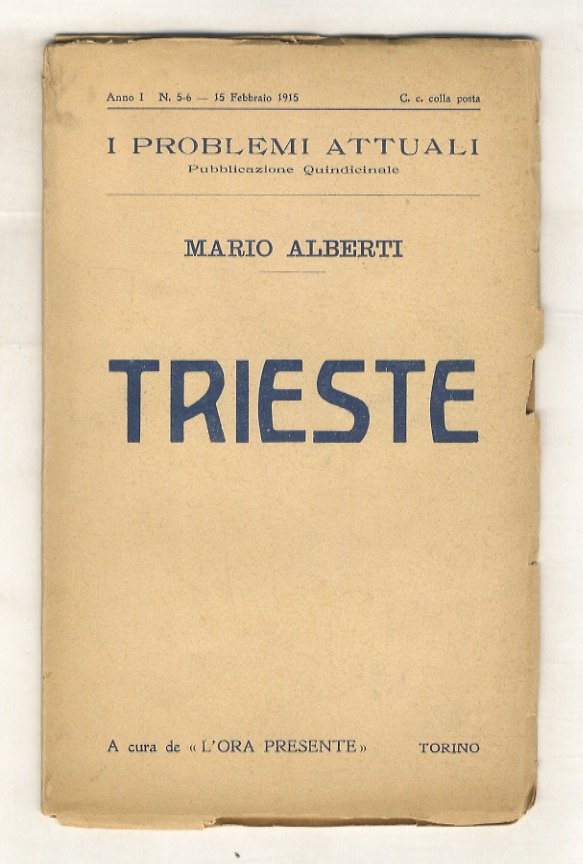 Anno I N. 5-6 — 15 Febbraio 1915 C. c. colla posta
I PROBLEMI ATTUALI
Pubblicazione Quindicinale
MARIO ALBERTI
TRIESTE
A cura de « L'ORA PRESENTE » TORINO